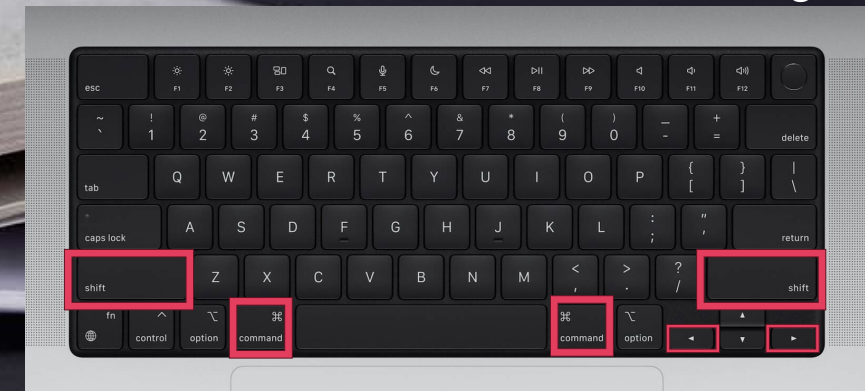 esc F1 F2 F3 F4 F5 F6 F7 F8 F9 F10 F11 F12
~ ! @ # $ % ^ & * ( ) _ +
` 1 2 3 4 5 6 7 8 9 0 - = delete
tab Q W E R T Y U I O P { [ } ] | \
caps lock A S D F G H J K L : ; " ' return
shift Z X C V B N M < , > . ? / shift
fn control option ⌘ command ⌘ command option